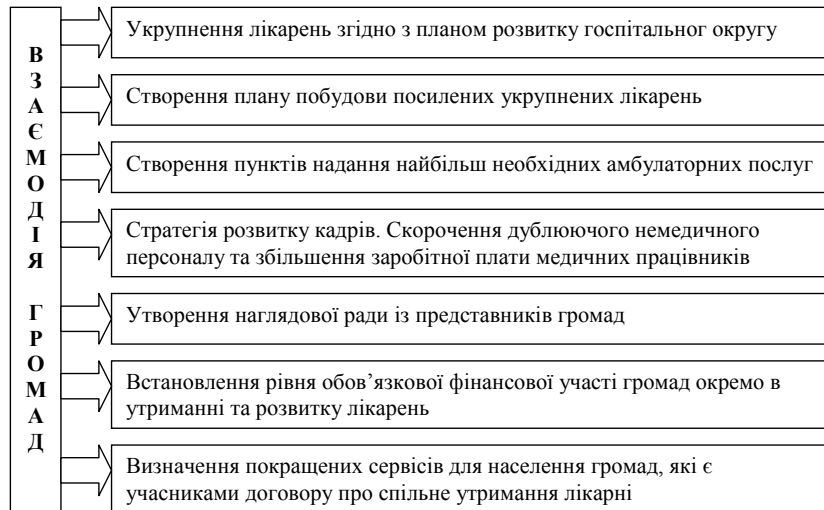 ВЗАЄМОДІЯ ГРОМАД
Укрупнення лікарень згідно з планом розвитку госпітального округу
Створення плану побудови посилених укрупнених лікарень
Створення пунктів надання найбільш необхідних амбулаторних послуг
Стратегія розвитку кадрів. Скорочення дублюючого немедичного
персоналу та збільшення заробітної плати медичних працівників
Утворення наглядової ради із представників громад
Встановлення рівня обов’язкової фінансової участі громад окремо в
утриманні та розвитку лікарень
Визначення покращених сервісів для населення громад, які є
учасниками договору про спільне утримання лікарні